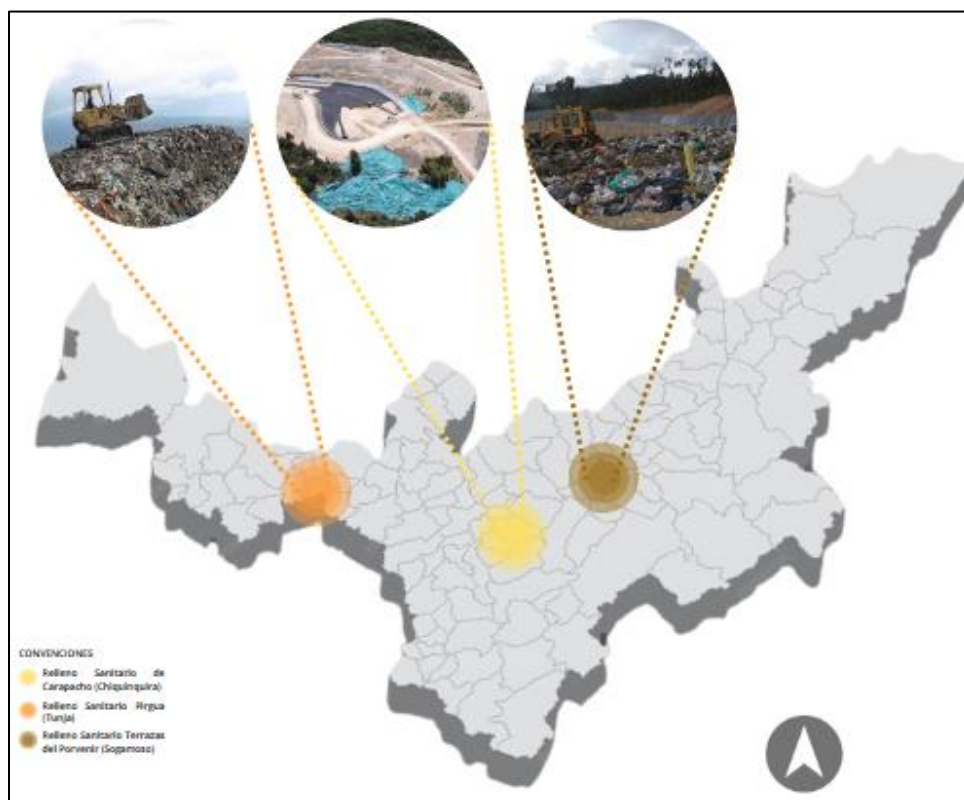 CONVENCIONES
Relleno Sanitario de
Carapacho (Chiquinquira)
Relleno Sanitario Pirgua
(Tunja)
Relleno Sanitario Terrazas
del Porvenir (Sogamoso)